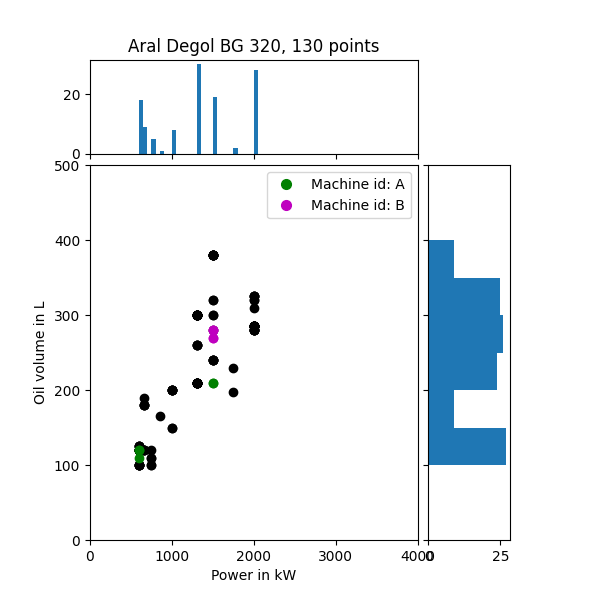 Aral Degol BG 320, 130 points
20
0
500
Machine id: A
Machine id: B
400
300
Oil volume in L
200
100
0
0 1000 2000 3000 4000 0 25
Power in kW